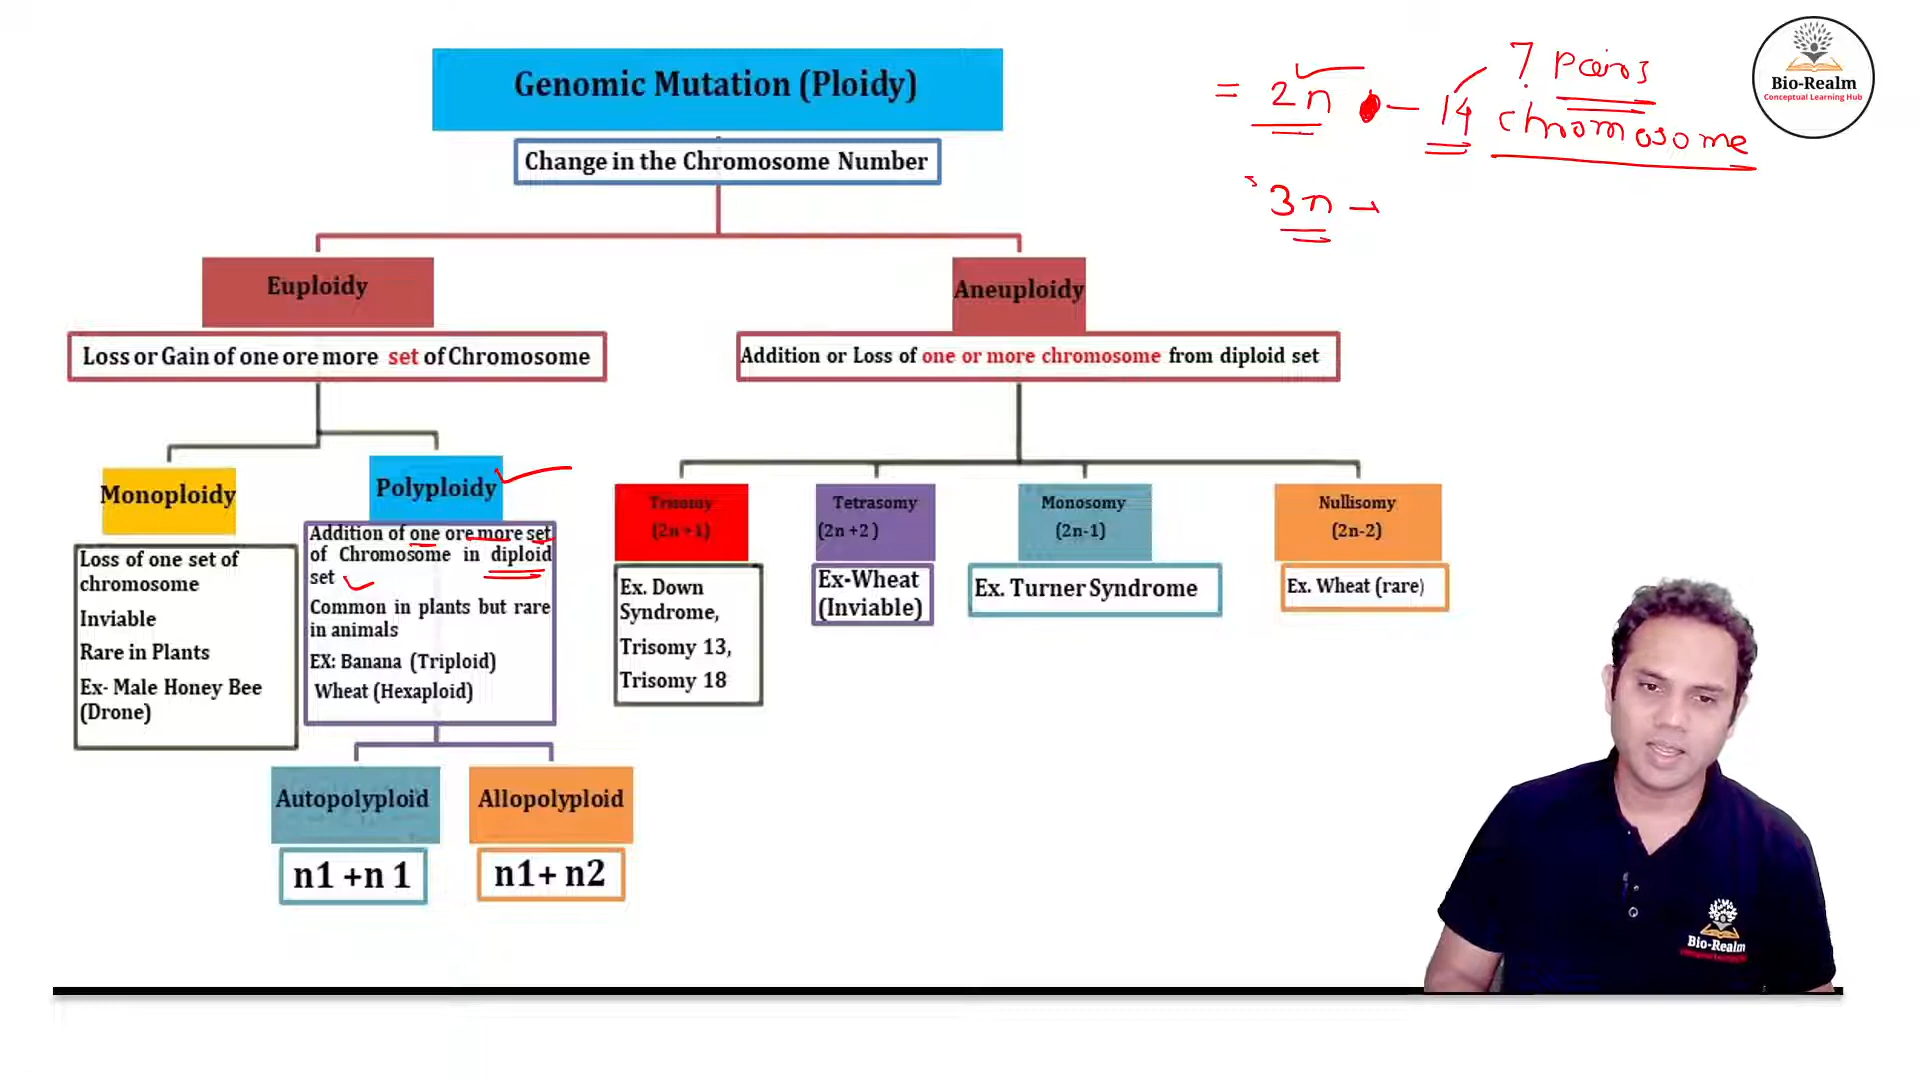 Genomic Mutation (Ploidy)
Change in the Chromosome Number
= 2n - 14 chromosome
7 pairs
3n →
Bio-Realm
Conceptual Learning Hub
Euploidy
Loss or Gain of one ore more set of Chromosome
Aneuploidy
Addition or Loss of one or more chromosome from diploid set
Monoploidy
Loss of one set of
chromosome
Inviable
Rare in Plants
Ex- Male Honey Bee
(Drone)
Polyploidy
Addition of one ore more set
of Chromosome in diploid
set
Common in plants but rare
in animals
EX: Banana (Triploid)
Wheat (Hexaploid)
Autopolyploid
n1 +n 1
Allopolyploid
n1+ n2
Trisomy
(2n +1)
Ex. Down
Syndrome,
Trisomy 13,
Trisomy 18
Tetrasomy
(2n +2 )
Ex-Wheat
(Inviable)
Monosomy
(2n-1)
Ex. Turner Syndrome
Nullisomy
(2n-2)
Ex. Wheat (rare)
Bio-Realm